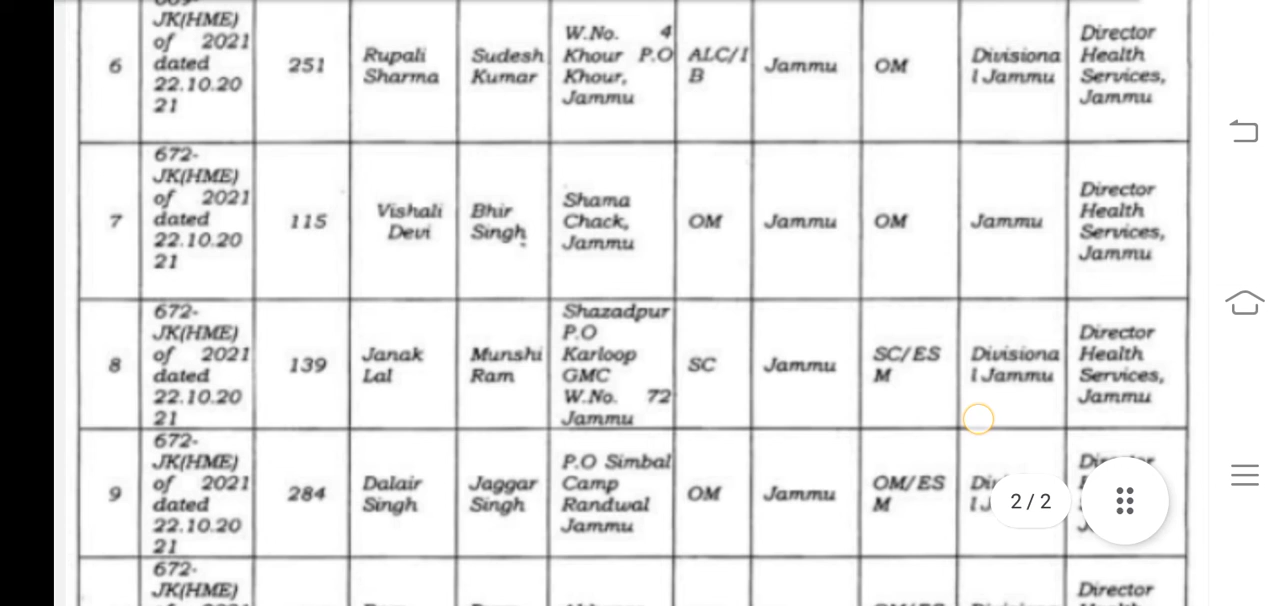 JK(HME)
of 2021
dated
22.10.20
21
6
251
Rupali
Sharma
Sudesh
Kumar
W.No. 4
Khour P.O
Khour,
Jammu
ALC/I
B
Jammu
OM
Divisiona
l Jammu
Director
Health
Services,
Jammu
7
672-
JK(HME)
of 2021
dated
22.10.20
21
115
Vishali
Devi
Bhir
Singh
Shama
Chack,
Jammu
OM
Jammu
OM
Jammu
Director
Health
Services,
Jammu
8
672-
JK(HME)
of 2021
dated
22.10.20
21
139
Janak
Lal
Munshi
Ram
Shazadpur
P.O
Karloop
GMC
W.No. 72
Jammu
SC
Jammu
SC/ES
M
Divisiona
l Jammu
Director
Health
Services,
Jammu
9
672-
JK(HME)
of 2021
dated
22.10.20
21
284
Dalair
Singh
Jaggar
Singh
P.O Simbal
Camp
Randwal
Jammu
OM
Jammu
OM/ES
M
2/2
672-
JK(HME)
Director